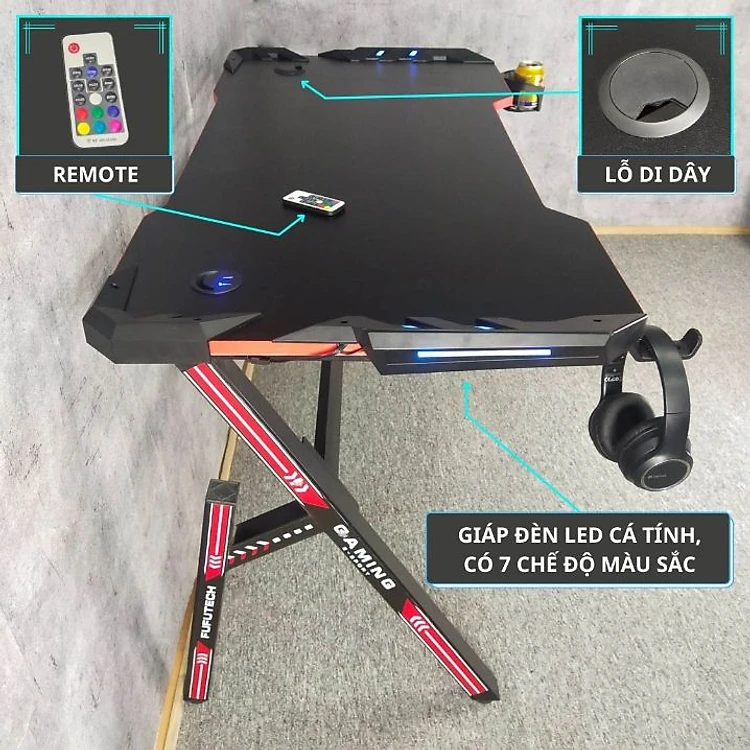 REMOTE
LỖ DI DÂY
GIÁP ĐÈN LED CÁ TÍNH,
CÓ 7 CHẾ ĐỘ MÀU SẮC
GAMING
FUFUTECH